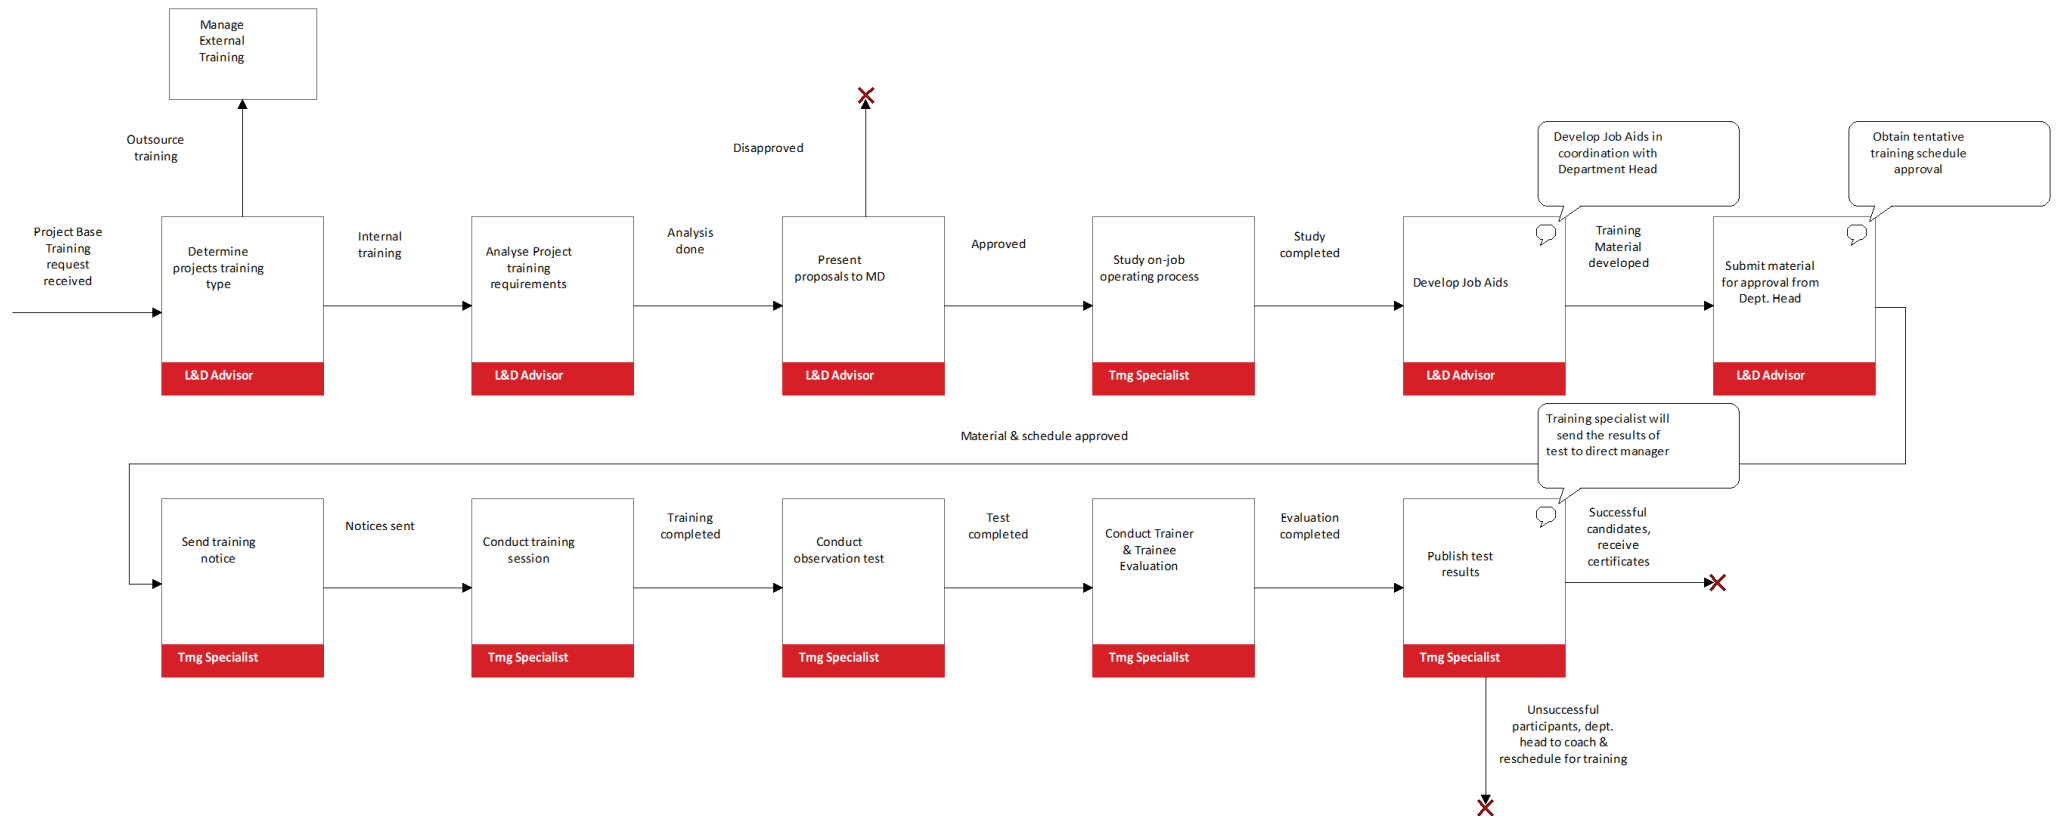 Manage
External
Training
Outsource
training
Disapproved
Develop Job Aids in
coordination with
Department Head
Obtain tentative
training schedule
approval
Project Base
Training
request
received
Determine
projects training
type
L&D Advisor
Internal
training
Analyse Project
training
requirements
L&D Advisor
Analysis
done
Present
proposals to MD
L&D Advisor
Approved
Study on-job
operating process
Trng Specialist
Study
completed
Develop Job Aids
L&D Advisor
Training
Material
developed
Submit material
for approval from
Dept. Head
L&D Advisor
Material & schedule approved
Training specialist will
send the results of
test to direct manager
Send training
notice
Trng Specialist
Notices sent
Conduct training
session
Trng Specialist
Training
completed
Conduct
observation test
Trng Specialist
Test
completed
Conduct Trainer
& Trainee
Evaluation
Trng Specialist
Evaluation
completed
Publish test
results
Trng Specialist
Successful
candidates,
receive
certificates
Unsuccessful
participants, dept.
head to coach &
reschedule for training